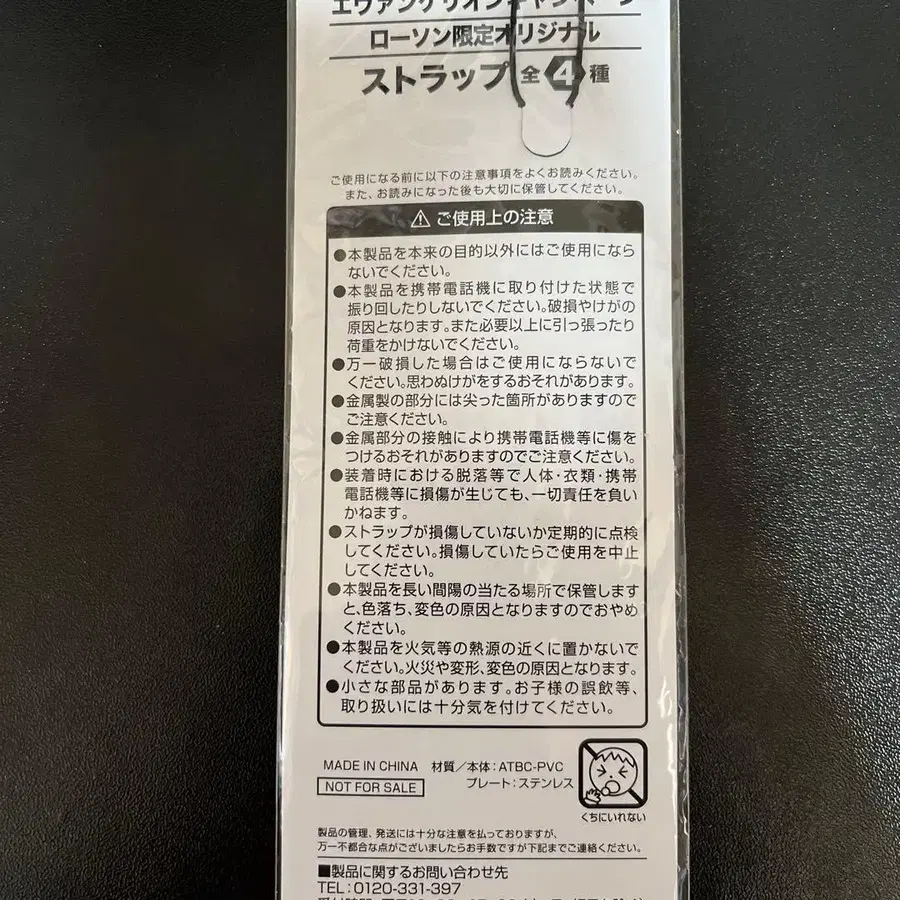 エヴァンゲリオンキャンペーン
ローソン限定オリジナル
ストラップ 全4種
ご使用になる前に以下の注意事項をよくお読みください。
また、お読みになった後も大切に保管してください。
⚠ ご使用上の注意
●本製品を本来の目的以外にはご使用になら
ないでください。
●本製品を携帯電話機に取り付けた状態で
振り回したりしないでください。破損やけがの
原因となります。また必要以上に引っ張ったり
荷重をかけないでください。
●万一破損した場合はご使用にならないで
ください。思わぬけがをするおそれがあります。
●金属製の部分には尖った箇所がありますので
ご注意ください。
●金属部分の接触により携帯電話機等に傷を
つけるおそれがありますのでご注意ください。
●装着時における脱落等で人体・衣類・携帯
電話機等に損傷が生じても、一切責任を負い
かねます。
●ストラップが損傷していないか定期的に点検
してください。損傷していたらご使用を中止
してください。
●本製品を長い間陽の当たる場所で保管します
と、色落ち、変色の原因となりますのでおやめ
ください。
●本製品を火気等の熱源の近くに置かないで
ください。火災や変形、変色の原因となります。
●小さな部品があります。お子様の誤飲等、
取り扱いには十分気を付けてください。
MADE IN CHINA 材質／本体：ATBC-PVC
NOT FOR SALE プレート：ステンレス
くちにいれない
製品の管理、発送には十分な注意を払っておりますが、
万一不都合な点がございましたらお手数ですが下記までご連絡ください。
■製品に関するお問い合わせ先
TEL：0120-331-397